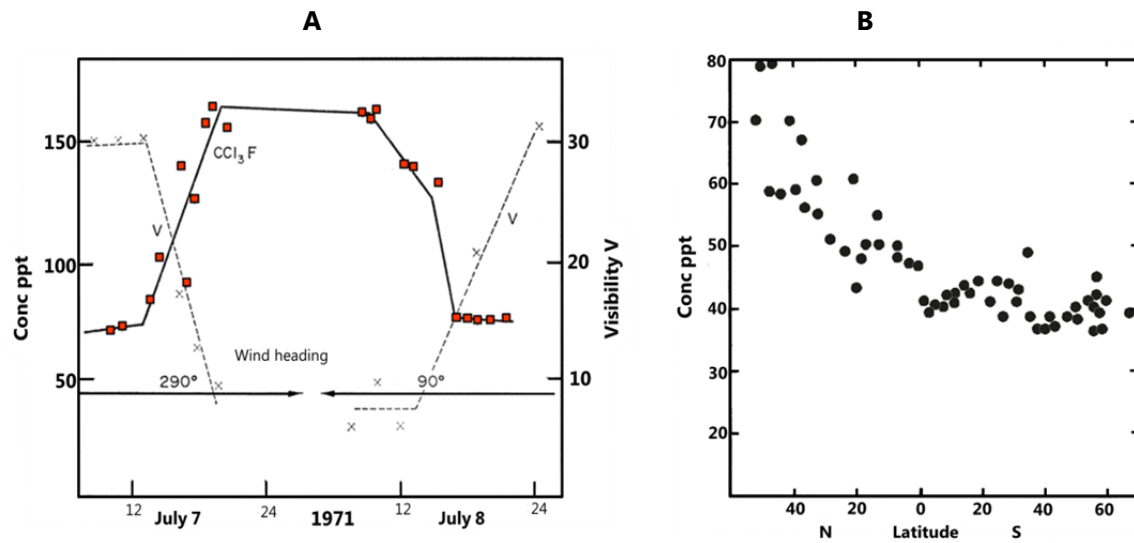 A
150
100
50
Conc ppt
CCl3F
V
V
Wind heading
290°
90°
30
20
10
Visibility V
12
24
12
24
July 7
1971
July 8
B
80
70
60
50
40
30
20
Conc ppt
40 20 0 20 40 60
N Latitude S